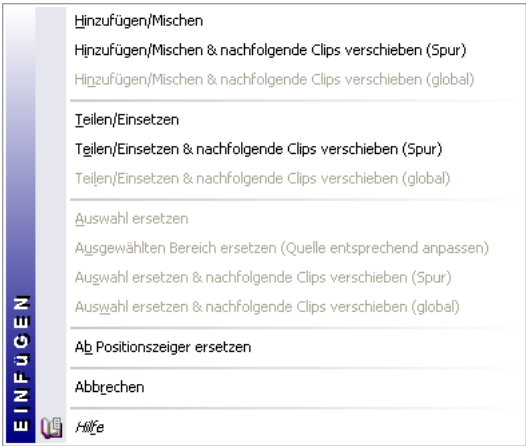 Hinzufügen/Mischen
Hinzufügen/Mischen & nachfolgende Clips verschieben (Spur)
Hinzufügen/Mischen & nachfolgende Clips verschieben (global)
Teilen/Einsetzen
Teilen/Einsetzen & nachfolgende Clips verschieben (Spur)
Teilen/Einsetzen & nachfolgende Clips verschieben (global)
Auswahl ersetzen
Ausgewählten Bereich ersetzen (Quelle entsprechend anpassen)
Auswahl ersetzen & nachfolgende Clips verschieben (Spur)
Auswahl ersetzen & nachfolgende Clips verschieben (global)
Ab Positionszeiger ersetzen
Abbrechen
Hilfe
EINFüGEN